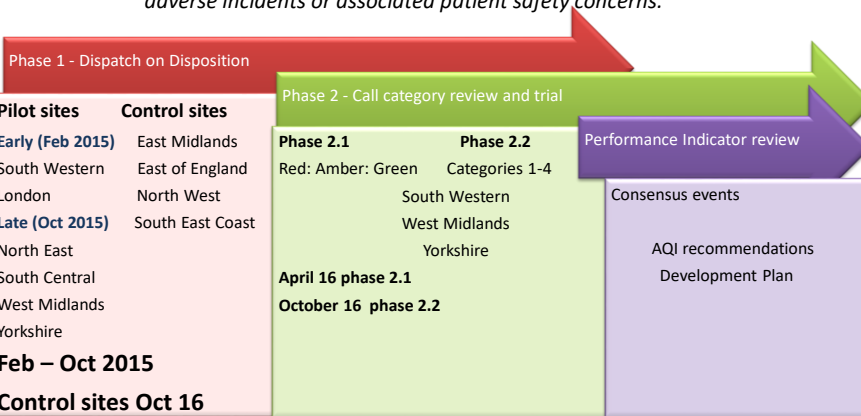 adverse incidents or associated patient safety concerns.
Phase 1 - Dispatch on Disposition
Pilot sites Control sites
Early (Feb 2015) East Midlands
South Western East of England
London North West
Late (Oct 2015) South East Coast
North East
South Central
West Midlands
Yorkshire
Feb – Oct 2015
Control sites Oct 16
Phase 2 - Call category review and trial
Phase 2.1 Phase 2.2
Red: Amber: Green Categories 1-4
South Western
West Midlands
Yorkshire
April 16 phase 2.1
October 16 phase 2.2
Performance Indicator review
Consensus events
AQI recommendations
Development Plan